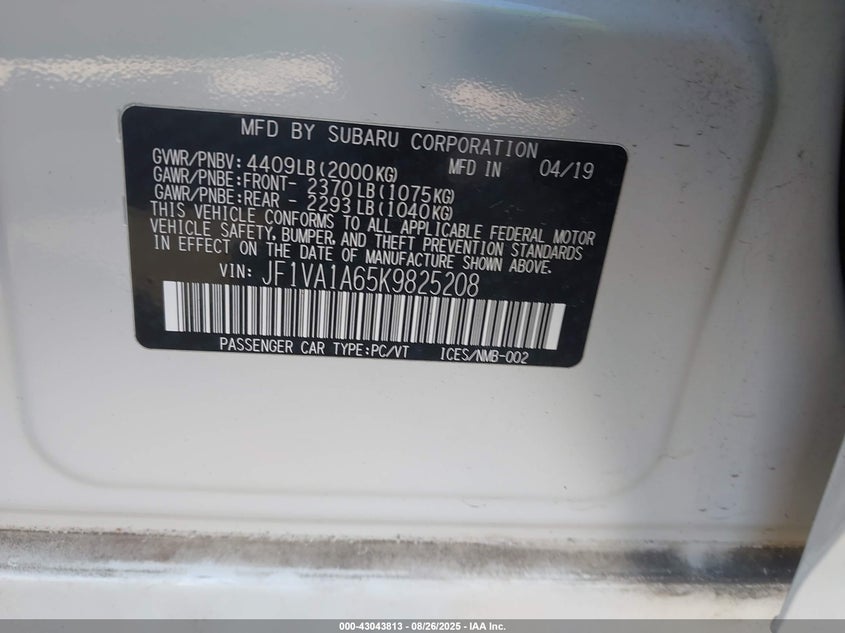 MFD BY SUBARU CORPORATION
GVWR/PNBV: 4409LB(2000KG) MFD IN 04/19
GAWR/PNBE:FRONT- 2370LB(1075KG)
GAWR/PNBE:REAR - 2293LB(1040KG)
THIS VEHICLE CONFORMS TO ALL APPLICABLE FEDERAL MOTOR
VEHICLE SAFETY, BUMPER, AND THEFT PREVENTION STANDARDS
IN EFFECT ON THE DATE OF MANUFACTURE SHOWN ABOVE.
VIN: JF1VA1A65K9825208
PASSENGER CAR TYPE:PC/VT ICES/NMB-002
000-43043813 - 08/26/2025 - IAA Inc.